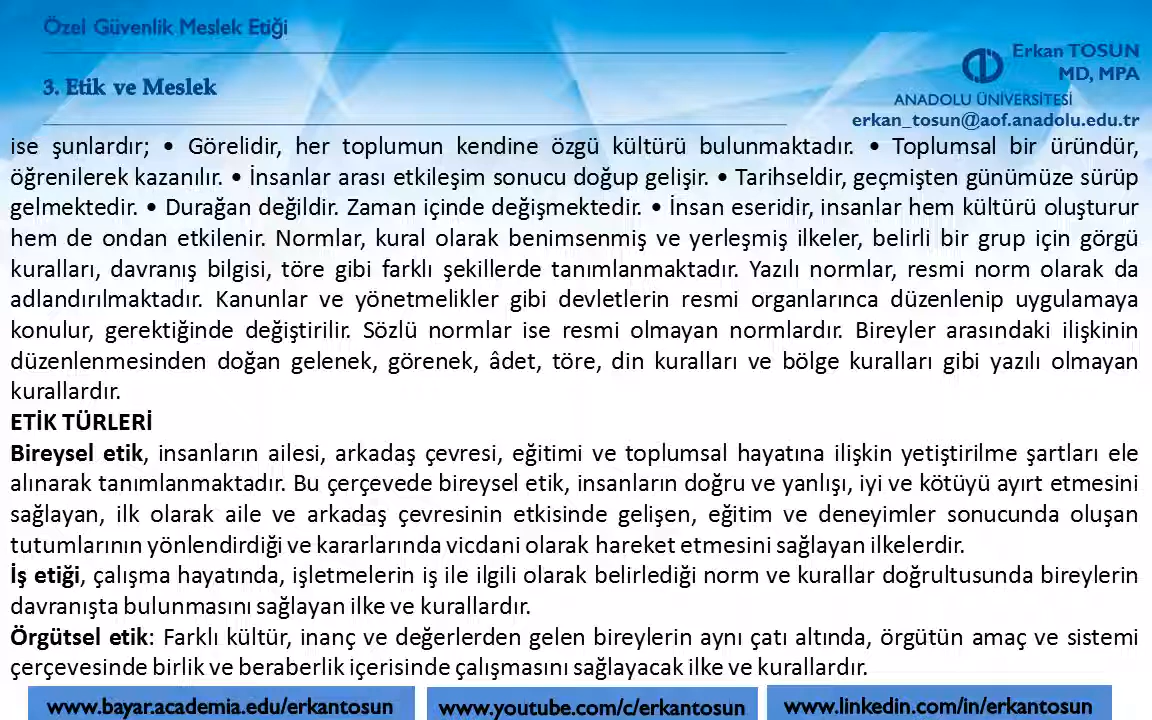 Özel Güvenlik Meslek Etiği
Erkan TOSUN
MD, MPA
3. Etik ve Meslek
ANADOLU ÜNİVERSİTESİ
erkan_tosun@aof.anadolu.edu.tr
ise şunlardır; • Görelidir, her toplumun kendine özgü kültürü bulunmaktadır. • Toplumsal bir üründür,
öğrenilerek kazanılır. • İnsanlar arası etkileşim sonucu doğup gelişir. • Tarihseldir, geçmişten günümüze sürüp
gelmektedir. • Durağan değildir. Zaman içinde değişmektedir. • İnsan eseridir, insanlar hem kültürü oluşturur
hem de ondan etkilenir. Normlar, kural olarak benimsenmiş ve yerleşmiş ilkeler, belirli bir grup için görgü
kuralları, davranış bilgisi, töre gibi farklı şekillerde tanımlanmaktadır. Yazılı normlar, resmi norm olarak da
adlandırılmaktadır. Kanunlar ve yönetmelikler gibi devletlerin resmi organlarınca düzenlenip uygulamaya
konulur, gerektiğinde değiştirilir. Sözlü normlar ise resmi olmayan normlardır. Bireyler arasındaki ilişkinin
düzenlenmesinden doğan gelenek, görenek, âdet, töre, din kuralları ve bölge kuralları gibi yazılı olmayan
kurallardır.
ETİK TÜRLERİ
Bireysel etik, insanların ailesi, arkadaş çevresi, eğitimi ve toplumsal hayatına ilişkin yetiştirilme şartları ele
alınarak tanımlanmaktadır. Bu çerçevede bireysel etik, insanların doğru ve yanlışı, iyi ve kötüyü ayırt etmesini
sağlayan, ilk olarak aile ve arkadaş çevresinin etkisinde gelişen, eğitim ve deneyimler sonucunda oluşan
tutumlarının yönlendirdiği ve kararlarında vicdani olarak hareket etmesini sağlayan ilkelerdir.
İş etiği, çalışma hayatında, işletmelerin iş ile ilgili olarak belirlediği norm ve kurallar doğrultusunda bireylerin
davranışta bulunmasını sağlayan ilke ve kurallardır.
Örgütsel etik: Farklı kültür, inanç ve değerlerden gelen bireylerin aynı çatı altında, örgütün amaç ve sistemi
çerçevesinde birlik ve beraberlik içerisinde çalışmasını sağlayacak ilke ve kurallardır.
www.bayar.academia.edu/erkantosun
www.youtube.com/c/erkantosun
www.linkedin.com/in/erkantosun